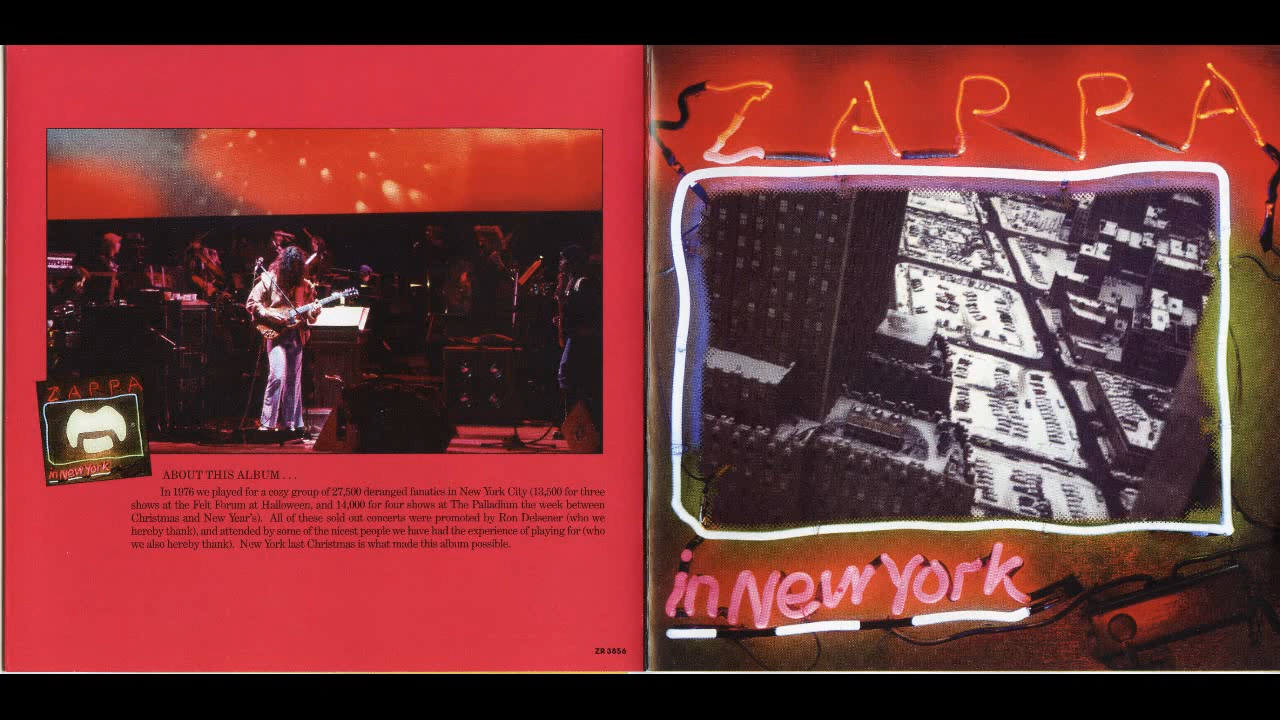 ZAPPA
in New York
ABOUT THIS ALBUM . . .
In 1976 we played for a cozy group of 27,500 deranged fanatics in New York City (13,500 for three
shows at the Felt Forum at Halloween, and 14,000 for four shows at The Palladium the week between
Christmas and New Year's). All of these sold out concerts were promoted by Ron Delsener (who we
hereby thank), and attended by some of the nicest people we have had the experience of playing for (who
we also hereby thank). New York last Christmas is what made this album possible.
ZR 3856
ZAPPA
in New York